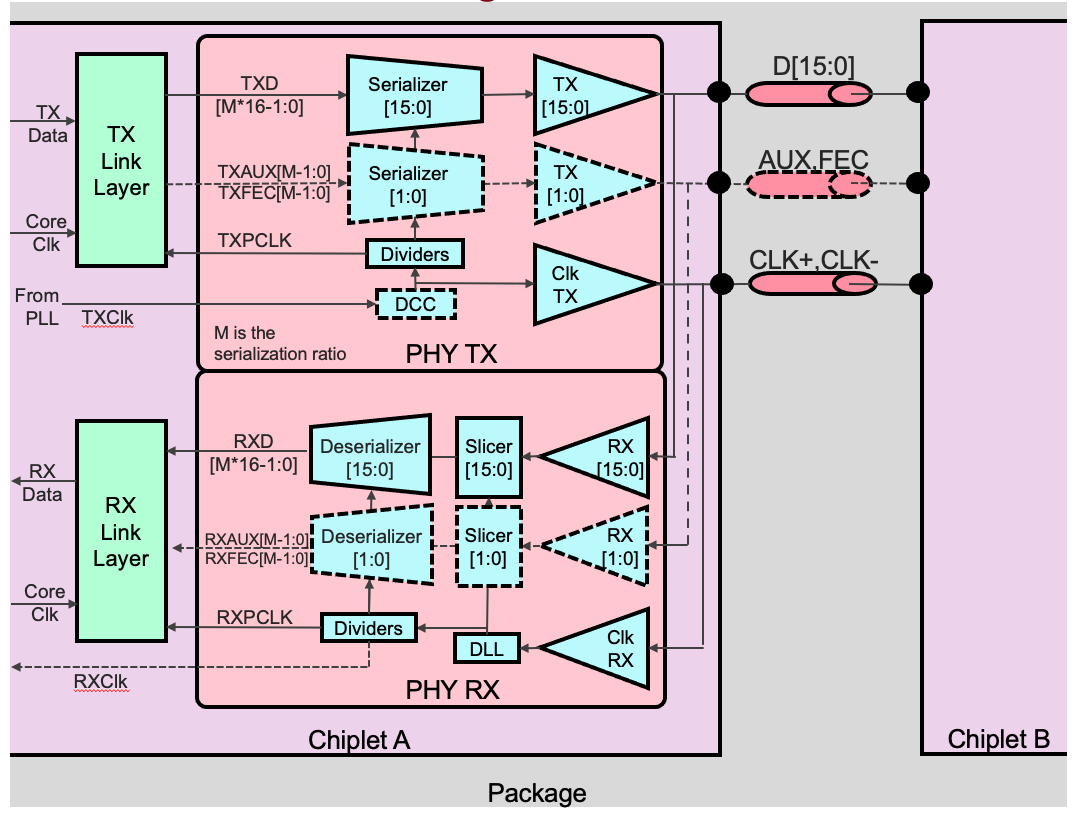 D[15:0]
AUX,FEC
CLK+,CLK-
TX
Data
Core
Clk
From
PLL
TXClk
TX
Link
Layer
TXD
[M*16-1:0]
TXAUX[M-1:0]
TXFEC[M-1:0]
TXPCLK
Serializer
[15:0]
Serializer
[1:0]
Dividers
DCC
TX
[15:0]
TX
[1:0]
Clk
TX
M is the
serialization ratio
PHY TX
RX
Data
Core
Clk
RXClk
RX
Link
Layer
RXD
[M*16-1:0]
RXAUX[M-1:0]
RXFEC[M-1:0]
RXPCLK
Deserializer
[15:0]
Deserializer
[1:0]
Dividers
Slicer
[15:0]
Slicer
[1:0]
DLL
RX
[15:0]
RX
[1:0]
Clk
RX
PHY RX
Chiplet A
Chiplet B
Package